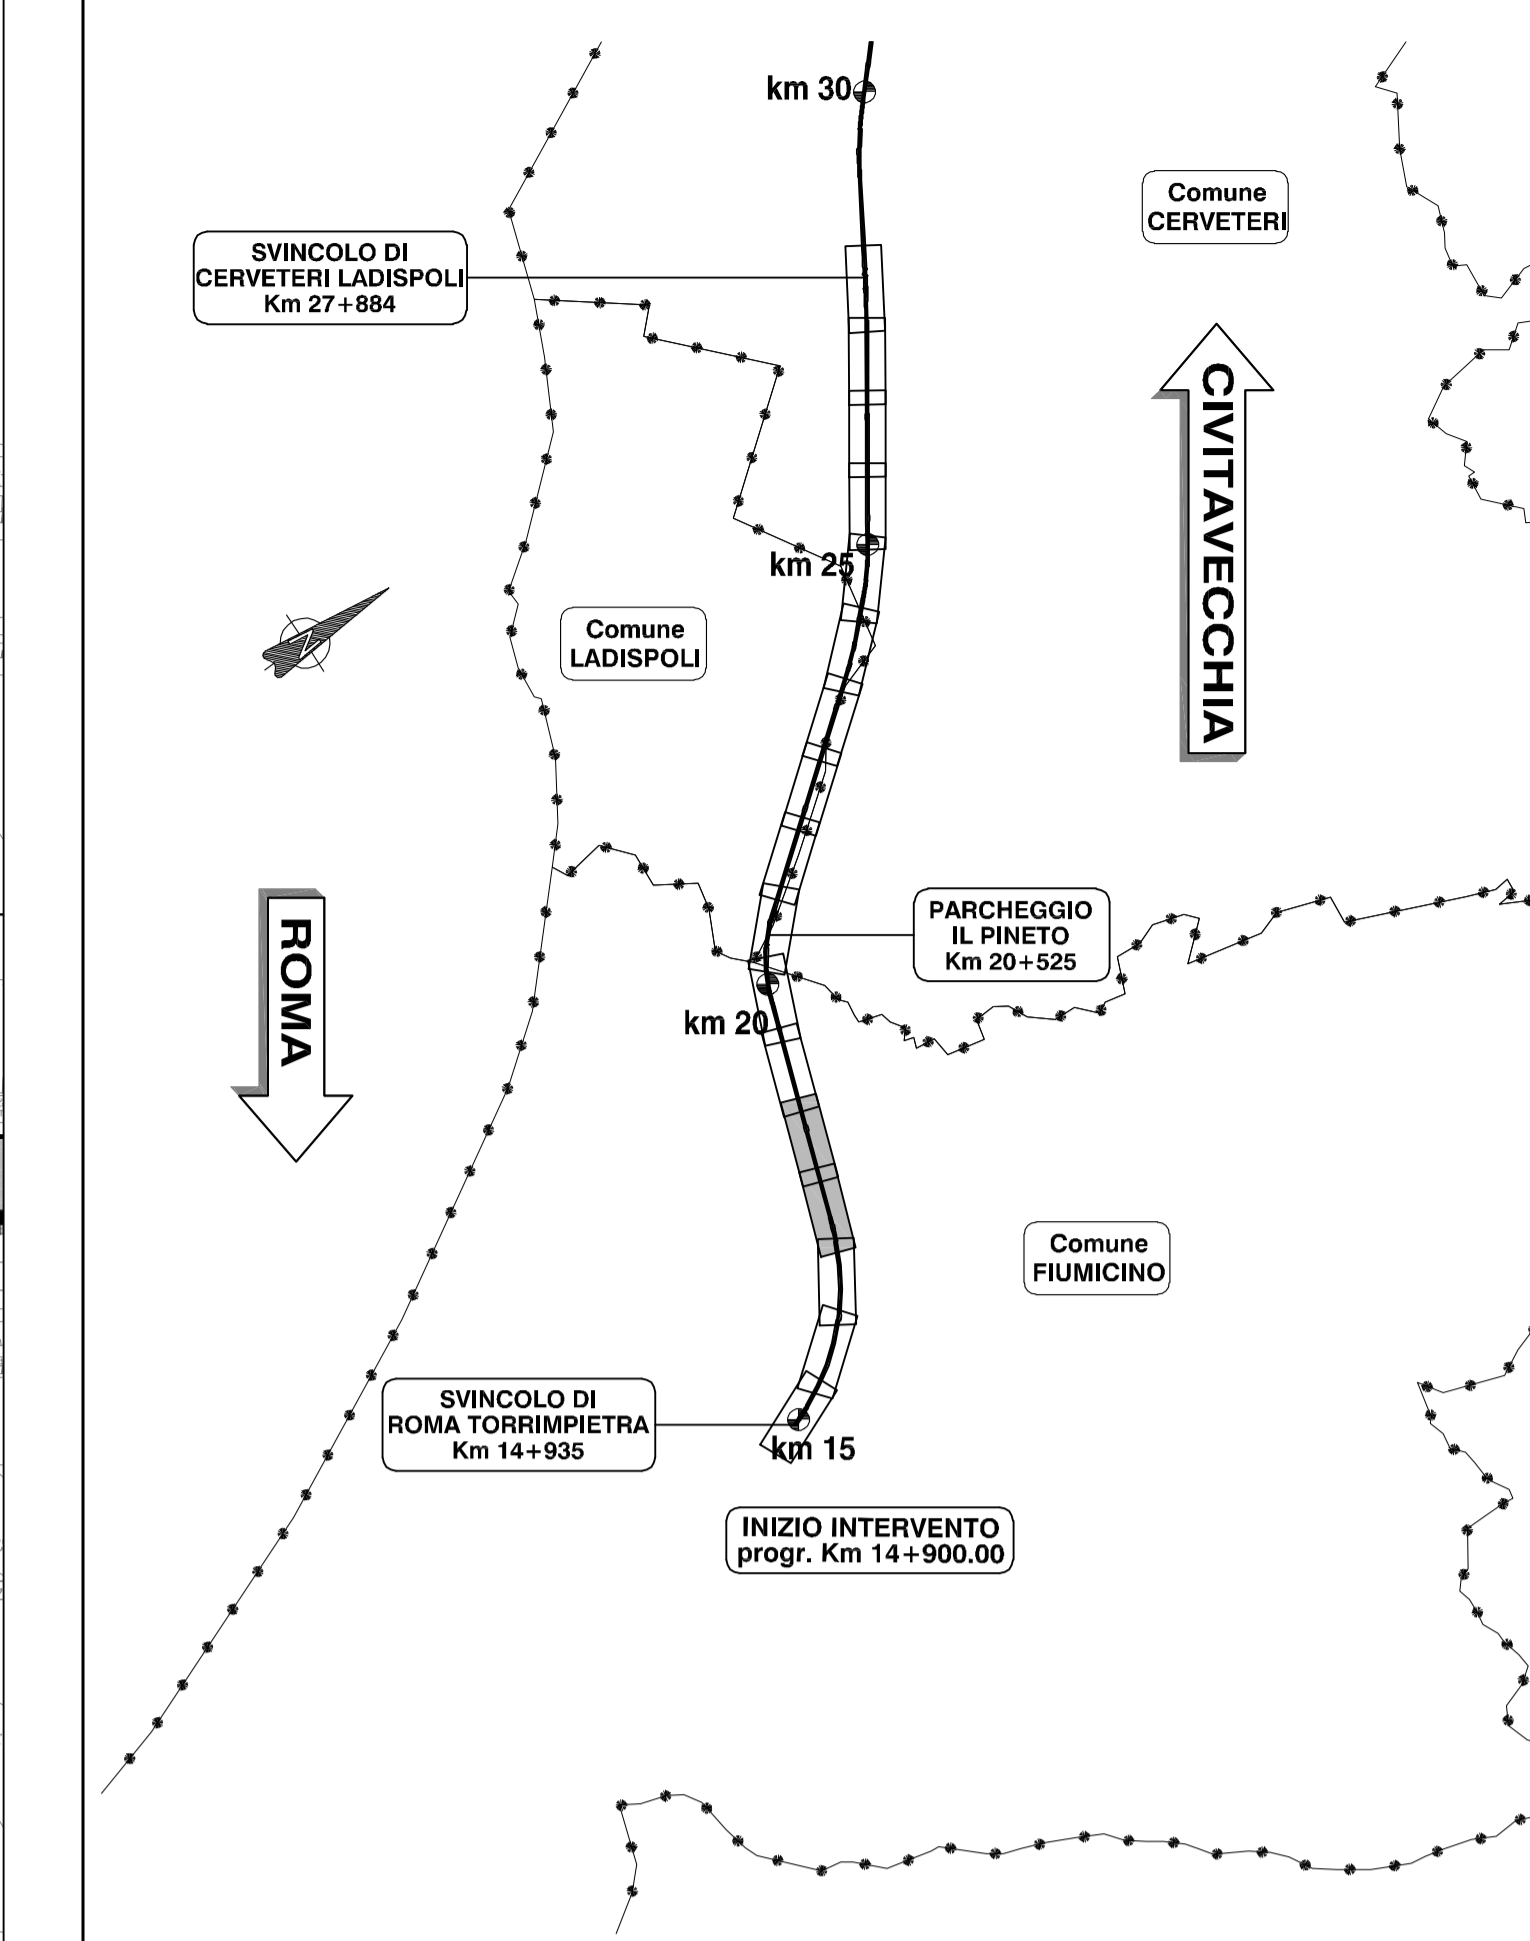 km 30
Comune
CERVETERI
SVINCOLO DI
CERVETERI LADISPOLI
Km 27+884
CIVITAVECCHIA
km 25
Comune
LADISPOLI
Z
ROMA
PARCHEGGIO
IL PINETO
Km 20+525
km 20
Comune
FIUMICINO
SVINCOLO DI
ROMA TORRIMPIETRA
Km 14+935
km 15
INIZIO INTERVENTO
progr. Km 14+900.00